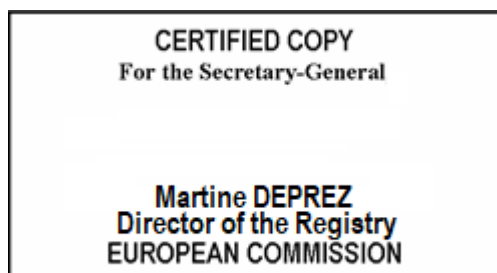 CERTIFIED COPY
For the Secretary-General
Martine DEPREZ
Director of the Registry
EUROPEAN COMMISSION